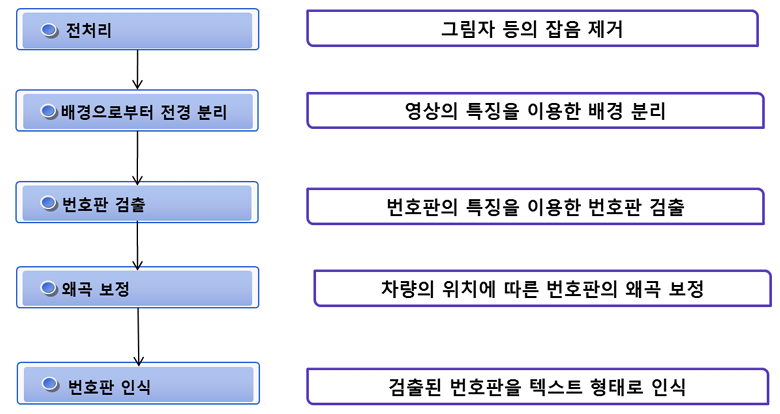 전처리
그림자 등의 잡음 제거
배경으로부터 전경 분리
영상의 특징을 이용한 배경 분리
번호판 검출
번호판의 특징을 이용한 번호판 검출
왜곡 보정
차량의 위치에 따른 번호판의 왜곡 보정
번호판 인식
검출된 번호판을 텍스트 형태로 인식